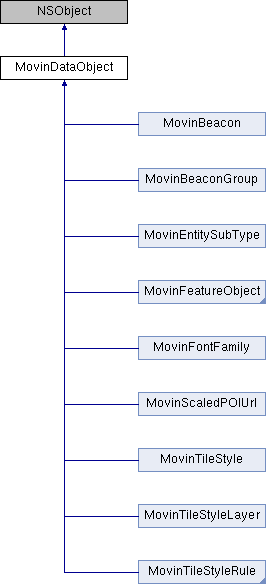 NSObject
MovinDataObject
MovinBeacon
MovinBeaconGroup
MovinEntitySubType
MovinFeatureObject
MovinFontFamily
MovinScaledPOIUrl
MovinTileStyle
MovinTileStyleLayer
MovinTileStyleRule